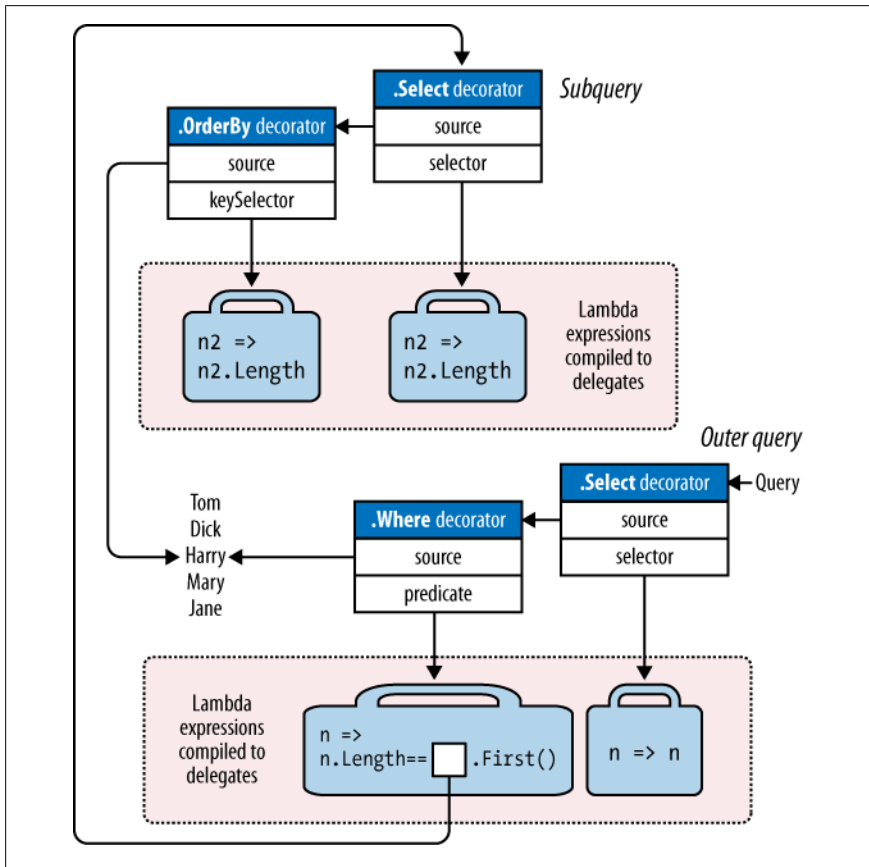 .Select decorator
source
selector
Subquery
.OrderBy decorator
source
keySelector
n2 =>
n2.Length
n2 =>
n2.Length
Lambda
expressions
compiled to
delegates
Outer query
.Select decorator
source
selector
Query
.Where decorator
source
predicate
Tom
Dick
Harry
Mary
Jane
Lambda
expressions
compiled to
delegates
n =>
n.Length== .First()
n => n